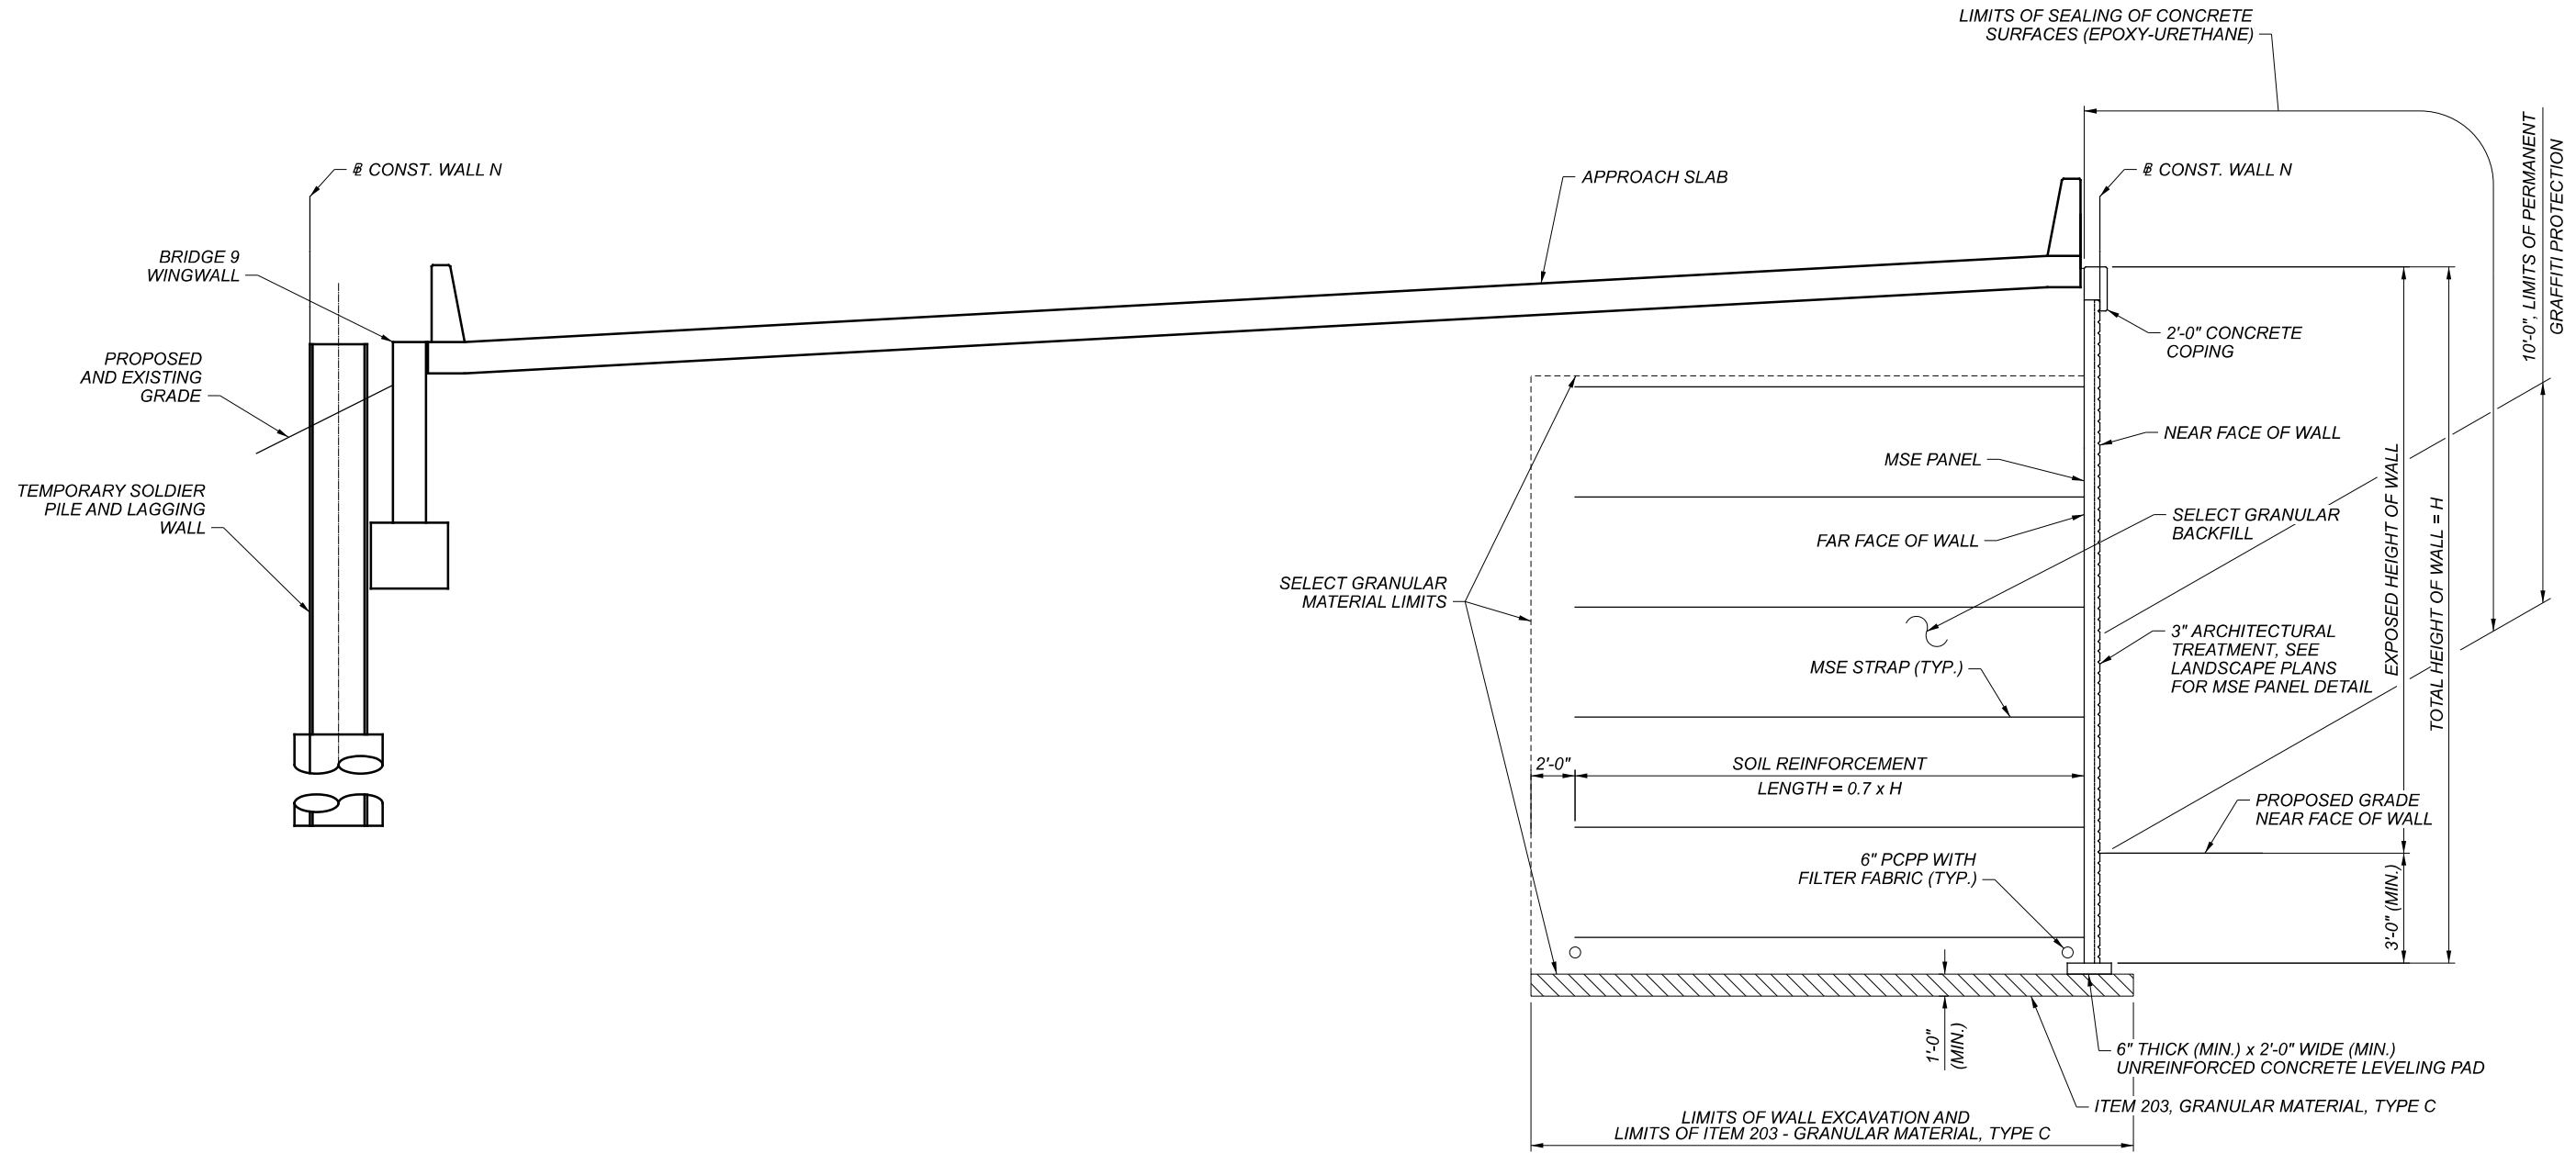 LIMITS OF SEALING OF CONCRETE
SURFACES (EPOXY-URETHANE)
℄ CONST. WALL N
APPROACH SLAB
℄ CONST. WALL N
10'-0", LIMITS OF PERMANENT
GRAFFITI PROTECTION
BRIDGE 9
WINGWALL
2'-0" CONCRETE
COPING
PROPOSED
AND EXISTING
GRADE
NEAR FACE OF WALL
MSE PANEL
TEMPORARY SOLDIER
PILE AND LAGGING
WALL
SELECT GRANULAR
BACKFILL
FAR FACE OF WALL
EXPOSED HEIGHT OF WALL
TOTAL HEIGHT OF WALL = H
SELECT GRANULAR
MATERIAL LIMITS
3" ARCHITECTURAL
TREATMENT, SEE
LANDSCAPE PLANS
FOR MSE PANEL DETAIL
MSE STRAP (TYP.)
2'-0"
SOIL REINFORCEMENT
LENGTH = 0.7 x H
PROPOSED GRADE
NEAR FACE OF WALL
6" PCPP WITH
FILTER FABRIC (TYP.)
3'-0" (MIN.)
1'-0"
(MIN.)
6" THICK (MIN.) x 2'-0" WIDE (MIN.)
UNREINFORCED CONCRETE LEVELING PAD
ITEM 203, GRANULAR MATERIAL, TYPE C
LIMITS OF WALL EXCAVATION AND
LIMITS OF ITEM 203 - GRANULAR MATERIAL, TYPE C